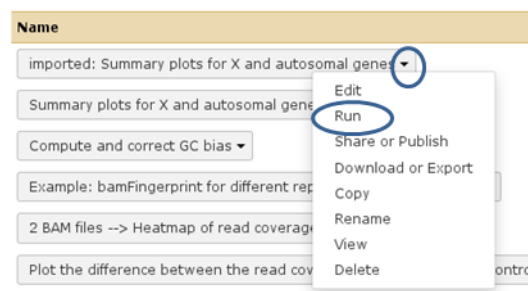 Name
imported: Summary plots for X and autosomal genes
Edit
Summary plots for X and autosomal gene
Run
Share or Publish
Compute and correct GC bias
Download or Export
Example: bamFingerprint for different rep
Copy
Rename
2 BAM files --> Heatmap of read coverage
View
Plot the difference between the read cov
Delete
ontro